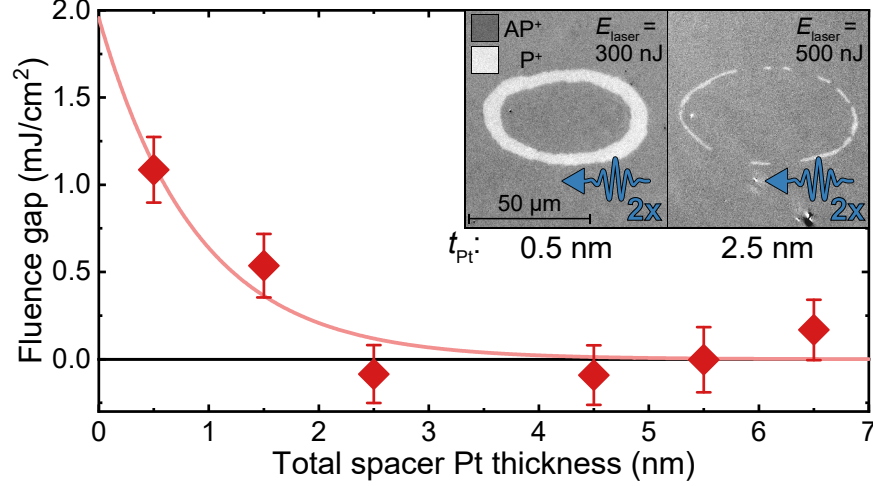 Fluence gap (mJ/cm²)
2.0
1.5
1.0
0.5
0.0
0 1 2 3 4 5 6 7
Total spacer Pt thickness (nm)
AP⁺
P⁺
E_laser =
300 nJ
E_laser =
500 nJ
50 µm
2x
2x
t_Pt: 0.5 nm 2.5 nm